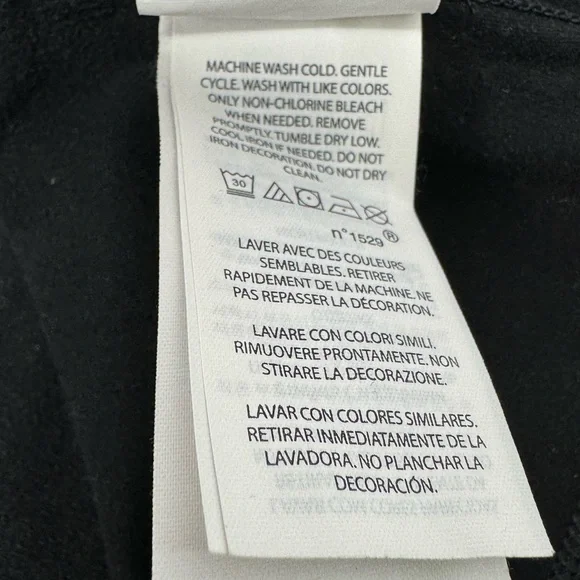 MACHINE WASH COLD. GENTLE
CYCLE. WASH WITH LIKE COLORS.
ONLY NON-CHLORINE BLEACH
WHEN NEEDED. REMOVE
PROMPTLY. TUMBLE DRY LOW.
COOL IRON IF NEEDED. DO NOT
IRON DECORATION. DO NOT DRY
CLEAN.
30
n°1529®
LAVER AVEC DES COULEURS
SEMBLABLES. RETIRER
RAPIDEMENT DE LA MACHINE. NE
PAS REPASSER LA DÉCORATION.
LAVARE CON COLORI SIMILI.
RIMUOVERE PRONTAMENTE. NON
STIRARE LA DECORAZIONE.
LAVAR CON COLORES SIMILARES.
RETIRAR INMEDIATAMENTE DE LA
LAVADORA. NO PLANCHAR LA
DECORACIÓN.